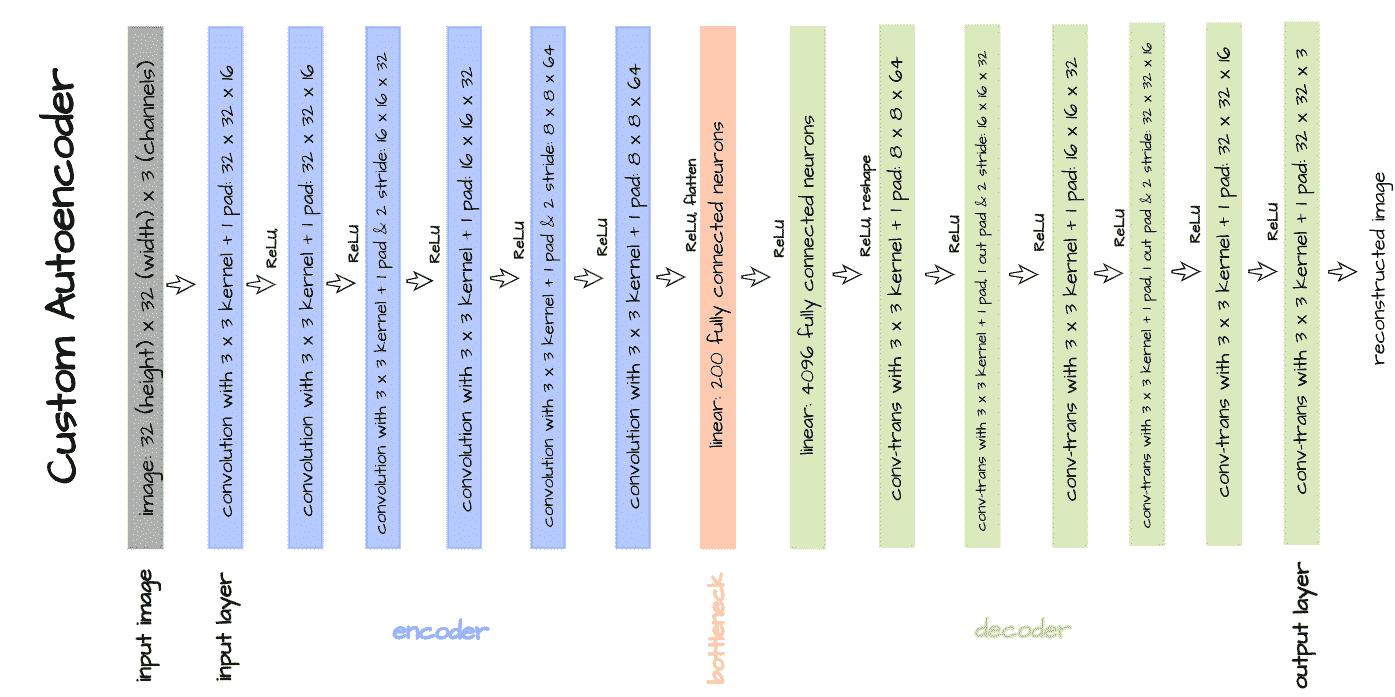 Custom Autoencoder
input image
image: 32 (height) x 32 (width) x 3 (channels)
input layer
convolution with 3 x 3 kernel + 1 pad: 32 x 32 x 16
ReLu,
convolution with 3 x 3 kernel + 1 pad: 32 x 32 x 16
ReLu
convolution with 3 x 3 kernel + 1 pad & 2 stride: 16 x 16 x 32
ReLu
encoder
convolution with 3 x 3 kernel + 1 pad: 16 x 16 x 32
ReLu
convolution with 3 x 3 kernel + 1 pad & 2 stride: 8 x 8 x 64
ReLu
convolution with 3 x 3 kernel + 1 pad: 8 x 8 x 64
ReLu, flatten
bottleneck
linear: 200 fully connected neurons
ReLu
linear: 4096 fully connected neurons
ReLu, reshape
conv-trans with 3 x 3 kernel + 1 pad: 8 x 8 x 64
ReLu
conv-trans with 3 x 3 kernel + 1 pad, 1 out pad & 2 stride: 16 x 16 x 32
ReLu
decoder
conv-trans with 3 x 3 kernel + 1 pad: 16 x 16 x 32
ReLu
conv-trans with 3 x 3 kernel + 1 pad, 1 out pad & 2 stride: 32 x 32 x 16
ReLu
conv-trans with 3 x 3 kernel + 1 pad: 32 x 32 x 16
ReLu
output layer
conv-trans with 3 x 3 kernel + 1 pad: 32 x 32 x 3
reconstructed image